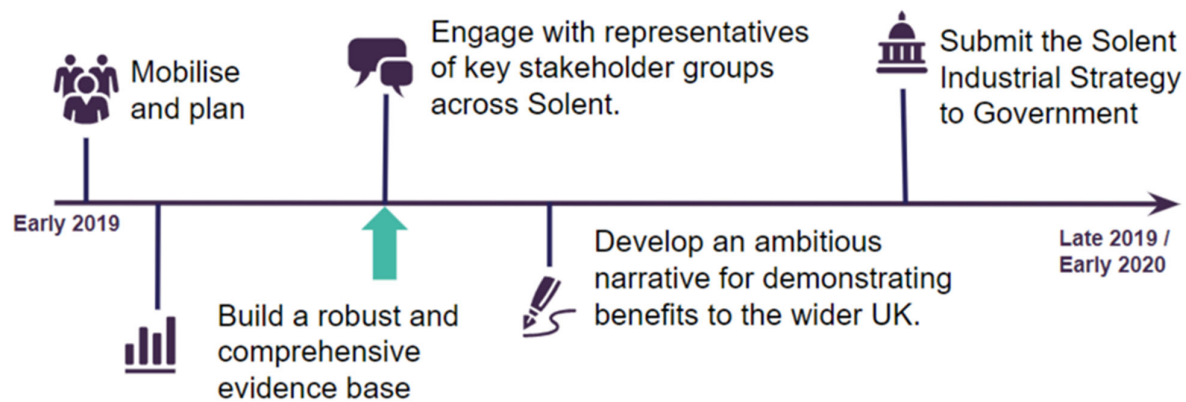 Mobilise
and plan
Engage with representatives
of key stakeholder groups
across Solent.
Submit the Solent
Industrial Strategy
to Government
Early 2019
Late 2019 /
Early 2020
Build a robust and
comprehensive
evidence base
Develop an ambitious
narrative for demonstrating
benefits to the wider UK.